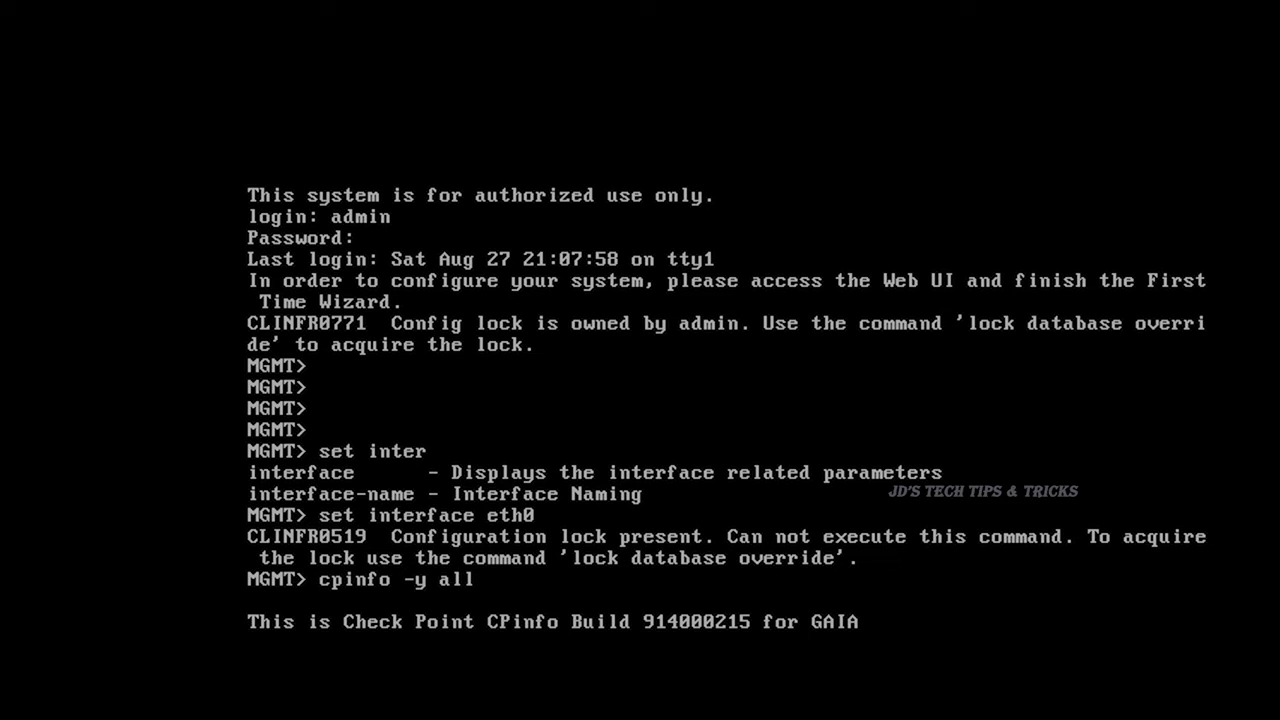 This system is for authorized use only.
login: admin
Password:
Last login: Sat Aug 27 21:07:58 on tty1
In order to configure your system, please access the Web UI and finish the First
 Time Wizard.
CLINFR0771  Config lock is owned by admin. Use the command 'lock database overri
de' to acquire the lock.
MGMT>
MGMT>
MGMT>
MGMT>
MGMT> set inter
interface      - Displays the interface related parameters
interface-name - Interface Naming
JD'S TECH TIPS & TRICKS
MGMT> set interface eth0
CLINFR0519  Configuration lock present. Can not execute this command. To acquire
 the lock use the command 'lock database override'.
MGMT> cpinfo -y all
This is Check Point CPinfo Build 914000215 for GAIA